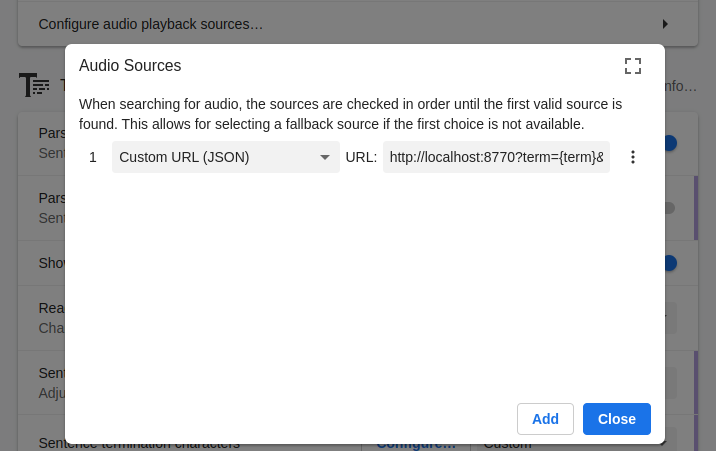 Configure audio playback sources…
Audio Sources
When searching for audio, the sources are checked in order until the first valid source is
found. This allows for selecting a fallback source if the first choice is not available.
1 Custom URL (JSON) URL: http://localhost:8770?term={term}&
Pars
Sent
Pars
Sent
Show
Rea
Cha
Sent
Adju
Add Close
Sentence termination characters Configure… Custom